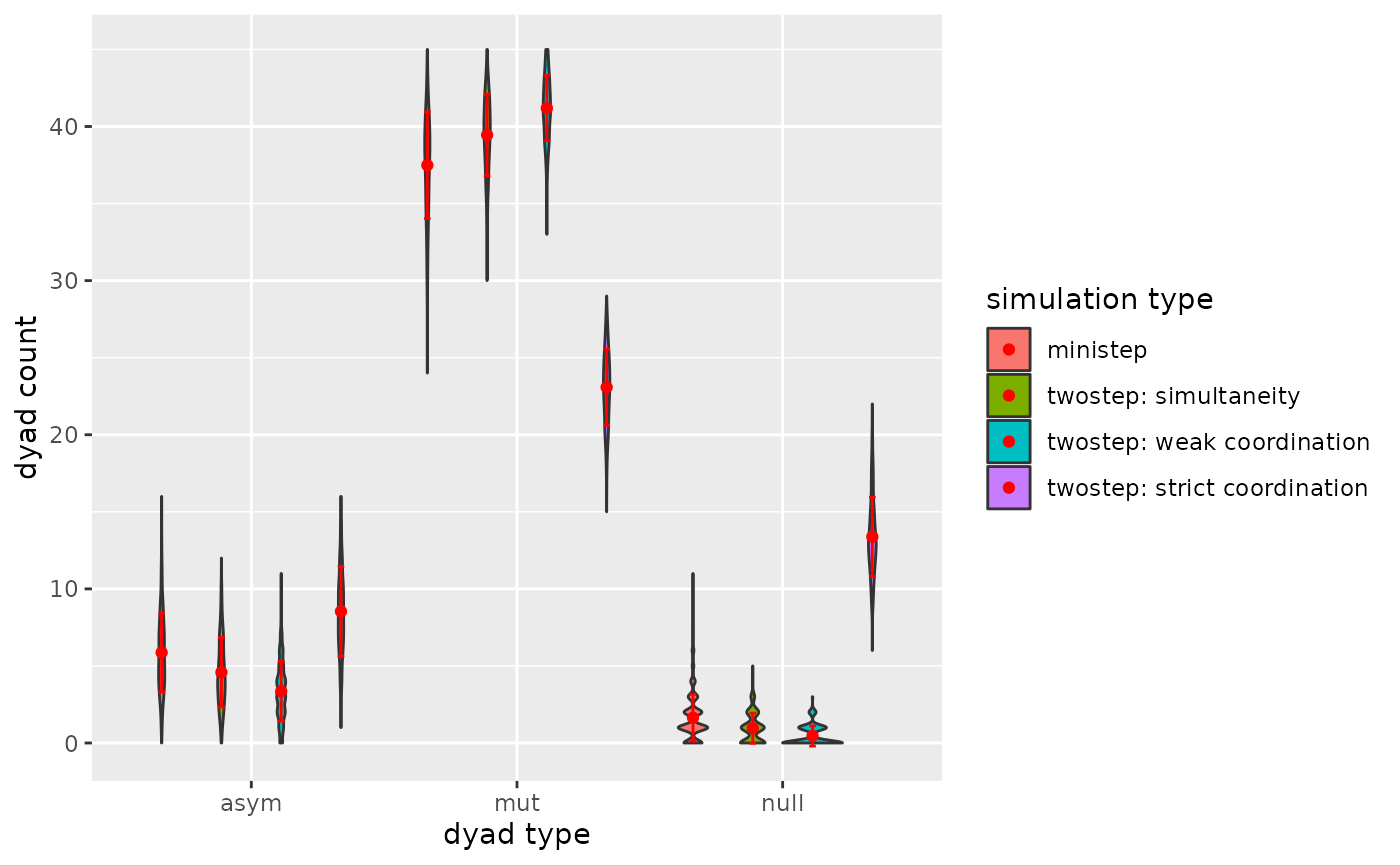 dyad count
40
30
20
10
0
asym mut null
dyad type
simulation type
ministep
twostep: simultaneity
twostep: weak coordination
twostep: strict coordination